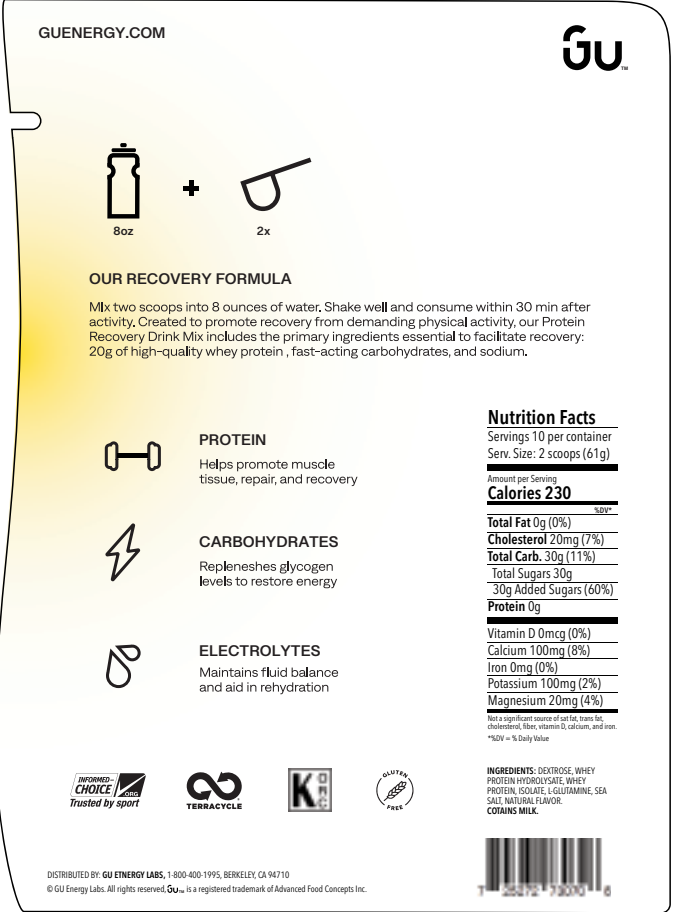 GUENERGY.COM
GU™
8oz
+
2x
OUR RECOVERY FORMULA
MIx two scoops into 8 ounces of water. Shake well and consume within 30 min after
activity. Created to promote recovery from demanding physical activity, our Protein
Recovery Drink Mix includes the primary ingredients essential to facilitate recovery:
20g of high-quality whey protein , fast-acting carbohydrates, and sodium.
PROTEIN
Helps promote muscle
tissue, repair, and recovery
CARBOHYDRATES
Repleneshes glycogen
levels to restore energy
ELECTROLYTES
Maintains fluid balance
and aid in rehydration
Nutrition Facts
Servings 10 per container
Serv. Size: 2 scoops (61g)
Amount per Serving
Calories 230
%DV*
Total Fat 0g (0%)
Cholesterol 20mg (7%)
Total Carb. 30g (11%)
Total Sugars 30g
30g Added Sugars (60%)
Protein 0g
Vitamin D 0mcg (0%)
Calcium 100mg (8%)
Iron 0mg (0%)
Potassium 100mg (2%)
Magnesium 20mg (4%)
Not a significant source of sat fat, trans fat,
cholesterol, fiber, vitamin D, calcium, and iron.
*%DV = % Daily Value
INGREDIENTS: DEXTROSE, WHEY
PROTEIN HYDROLYSATE, WHEY
PROTEIN, ISOLATE, L-GLUTAMINE, SEA
SALT, NATURAL FLAVOR.
COTAINS MILK.
INFORMED–
CHOICE
.ORG
Trusted by sport
TERRACYCLE
K
GLUTEN
FREE
DISTRIBUTED BY: GU ETNERGY LABS, 1-800-400-1995, BERKELEY, CA 94710
© GU Energy Labs. All rights reserved, GU™ is a registered trademark of Advanced Food Concepts Inc.